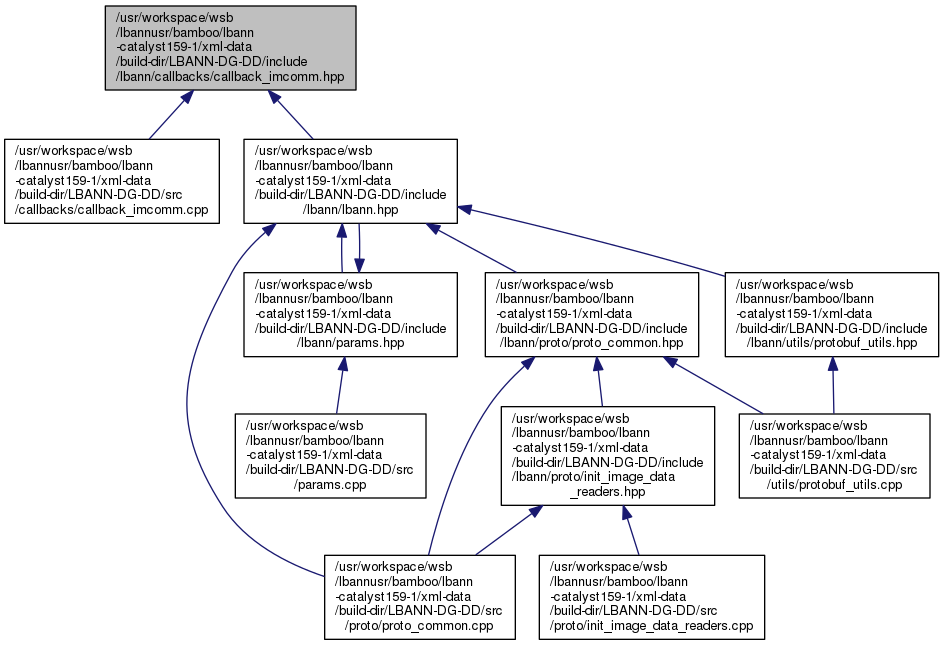 /usr/workspace/wsb
/lbannusr/bamboo/lbann
-catalyst159-1/xml-data
/build-dir/LBANN-DG-DD/include
/lbann/callbacks/callback_imcomm.hpp
/usr/workspace/wsb
/lbannusr/bamboo/lbann
-catalyst159-1/xml-data
/build-dir/LBANN-DG-DD/src
/callbacks/callback_imcomm.cpp
/usr/workspace/wsb
/lbannusr/bamboo/lbann
-catalyst159-1/xml-data
/build-dir/LBANN-DG-DD/include
/lbann/lbann.hpp
/usr/workspace/wsb
/lbannusr/bamboo/lbann
-catalyst159-1/xml-data
/build-dir/LBANN-DG-DD/include
/lbann/params.hpp
/usr/workspace/wsb
/lbannusr/bamboo/lbann
-catalyst159-1/xml-data
/build-dir/LBANN-DG-DD/include
/lbann/proto/proto_common.hpp
/usr/workspace/wsb
/lbannusr/bamboo/lbann
-catalyst159-1/xml-data
/build-dir/LBANN-DG-DD/include
/lbann/utils/protobuf_utils.hpp
/usr/workspace/wsb
/lbannusr/bamboo/lbann
-catalyst159-1/xml-data
/build-dir/LBANN-DG-DD/src
/params.cpp
/usr/workspace/wsb
/lbannusr/bamboo/lbann
-catalyst159-1/xml-data
/build-dir/LBANN-DG-DD/include
/lbann/proto/init_image_data
_readers.hpp
/usr/workspace/wsb
/lbannusr/bamboo/lbann
-catalyst159-1/xml-data
/build-dir/LBANN-DG-DD/src
/utils/protobuf_utils.cpp
/usr/workspace/wsb
/lbannusr/bamboo/lbann
-catalyst159-1/xml-data
/build-dir/LBANN-DG-DD/src
/proto/proto_common.cpp
/usr/workspace/wsb
/lbannusr/bamboo/lbann
-catalyst159-1/xml-data
/build-dir/LBANN-DG-DD/src
/proto/init_image_data_readers.cpp